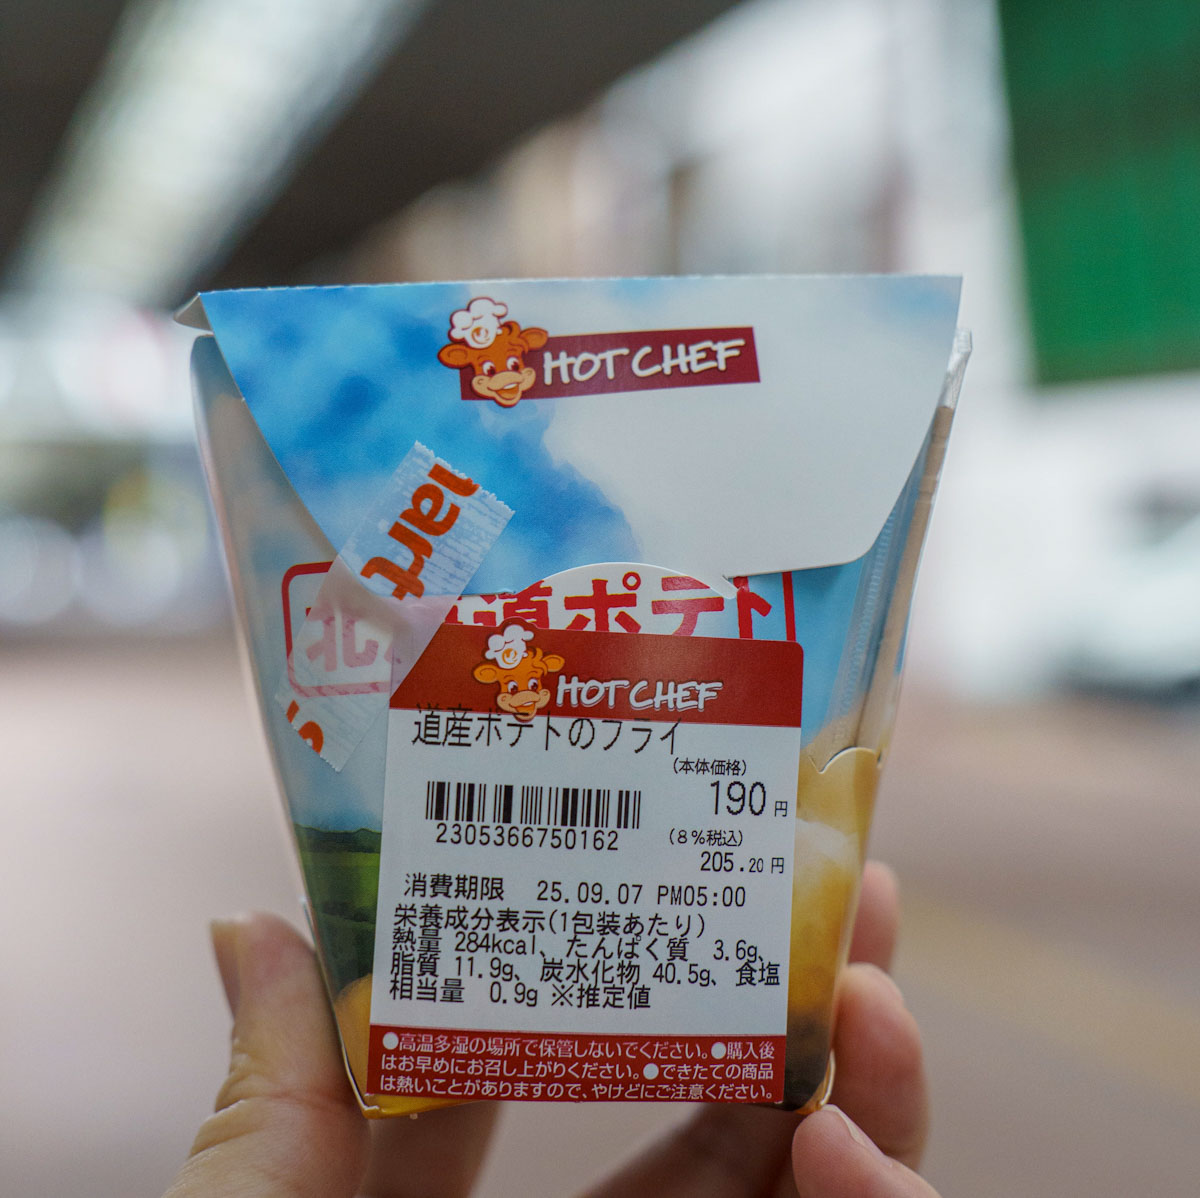 HOT CHEF
art
道ポテト
HOT CHEF
道産ポテトのフライ
(本体価格)
190円
2305366750162
(8%税込)
205.20円
消費期限 25.09.07 PM05:00
栄養成分表示(1包装あたり)
熱量 284kcal、たんぱく質 3.6g、
脂質 11.9g、炭水化物 40.5g、食塩
相当量 0.9g ※推定値
●高温多湿の場所で保管しないでください。●購入後
はお早めにお召し上がりください。●できたての商品
は熱いことがありますので、やけどにご注意ください。